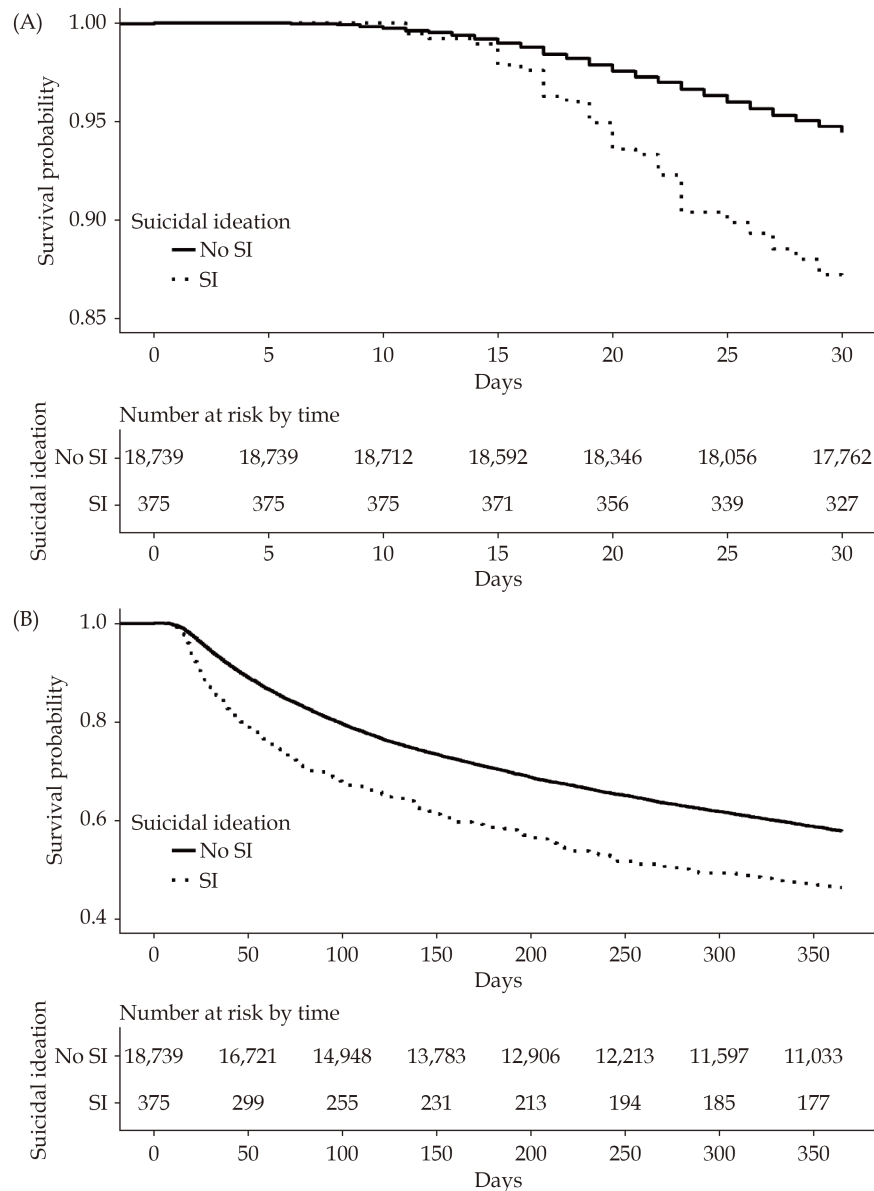 (A)
1.00
0.95
0.90
0.85
Survival probability
Suicidal ideation
No SI
SI
0 5 10 15 20 25 30
Days
Number at risk by time
Suicidal ideation
No SI 18,739 18,739 18,712 18,592 18,346 18,056 17,762
SI 375 375 375 371 356 339 327
0 5 10 15 20 25 30
Days
(B)
1.0
0.8
0.6
0.4
Survival probability
Suicidal ideation
No SI
SI
0 50 100 150 200 250 300 350
Days
Number at risk by time
Suicidal ideation
No SI 18,739 16,721 14,948 13,783 12,906 12,213 11,597 11,033
SI 375 299 255 231 213 194 185 177
0 50 100 150 200 250 300 350
Days